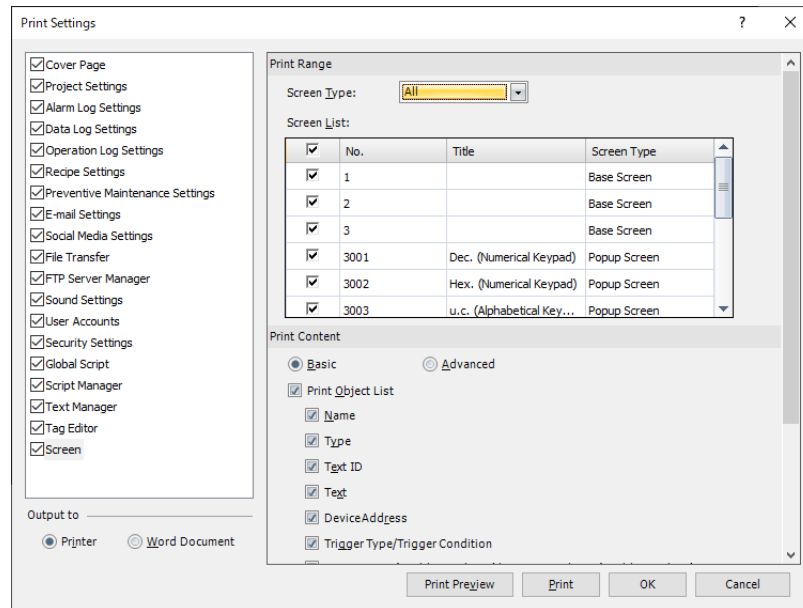 Print Settings
?
Cover Page
Project Settings
Alarm Log Settings
Data Log Settings
Operation Log Settings
Recipe Settings
Preventive Maintenance Settings
E-mail Settings
Social Media Settings
File Transfer
FTP Server Manager
Sound Settings
User Accounts
Security Settings
Global Script
Script Manager
Text Manager
Tag Editor
Screen
Output to
Printer Word Document
Print Range
Screen Type: All
Screen List:
No. Title Screen Type
1 Base Screen
2 Base Screen
3 Base Screen
3001 Dec. (Numerical Keypad) Popup Screen
3002 Hex. (Numerical Keypad) Popup Screen
3003 u.c. (Alphabetical Key... Popup Screen
Print Content
Basic Advanced
Print Object List
Name
Type
Text ID
Text
DeviceAddress
Trigger Type/Trigger Condition
Print Preview Print OK Cancel